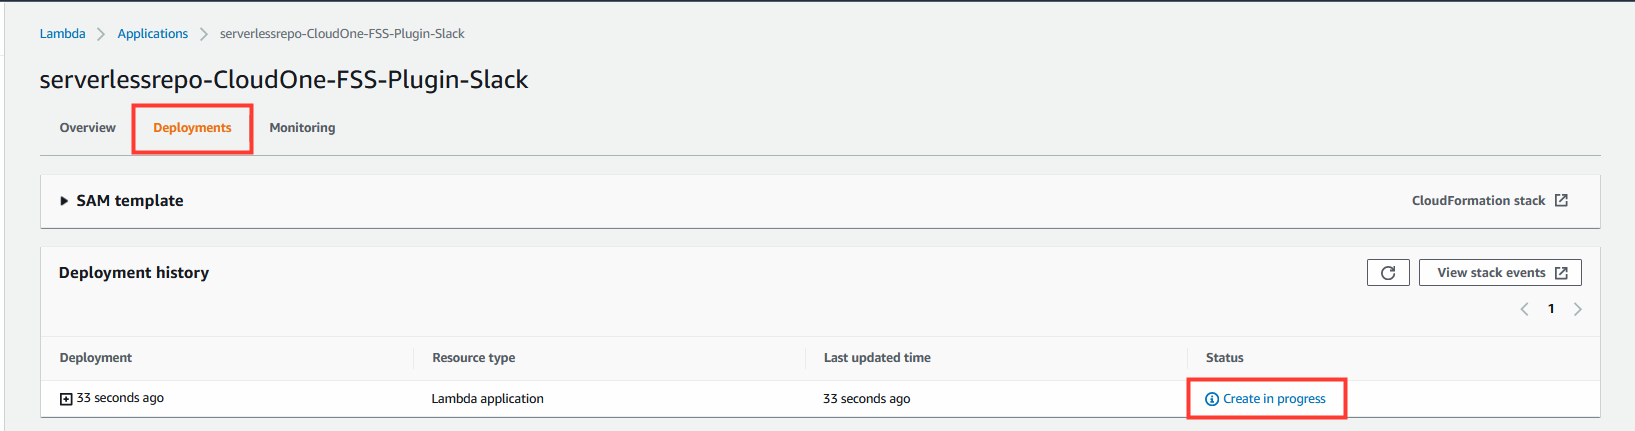 Lambda > Applications > serverlessrepo-CloudOne-FSS-Plugin-Slack
serverlessrepo-CloudOne-FSS-Plugin-Slack
Overview Deployments Monitoring
SAM template CloudFormation stack
Deployment history View stack events
1
Deployment Resource type Last updated time Status
33 seconds ago Lambda application 33 seconds ago Create in progress